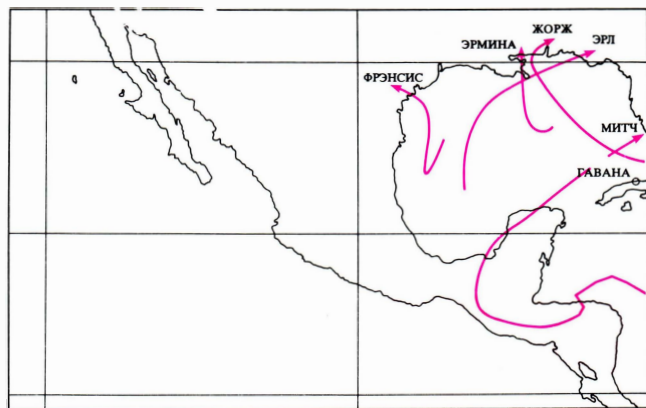 ЖОРЖ
ЭРМИНА
ЭРЛ
ФРЭНСИС
МИТЧ
ГАВАНА